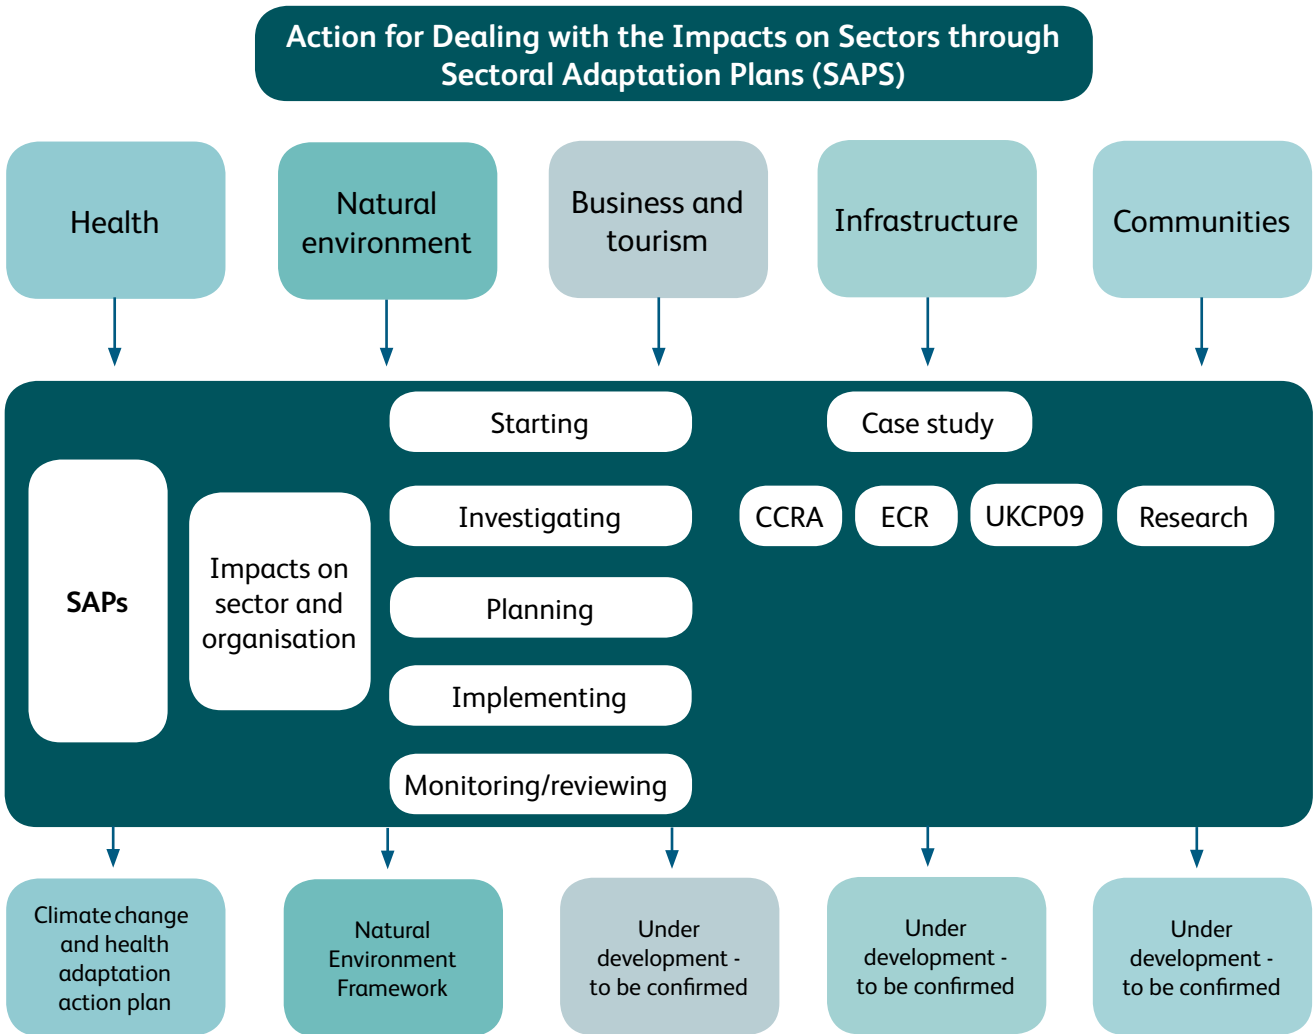 Action for Dealing with the Impacts on Sectors through
Sectoral Adaptation Plans (SAPS)
Health
Natural
environment
Business and
tourism
Infrastructure
Communities
SAPs
Impacts on
sector and
organisation
Starting
Investigating
Planning
Implementing
Monitoring/reviewing
Case study
CCRA
ECR
UKCP09
Research
Climate change
and health
adaptation
action plan
Natural
Environment
Framework
Under
development -
to be confirmed
Under
development -
to be confirmed
Under
development -
to be confirmed